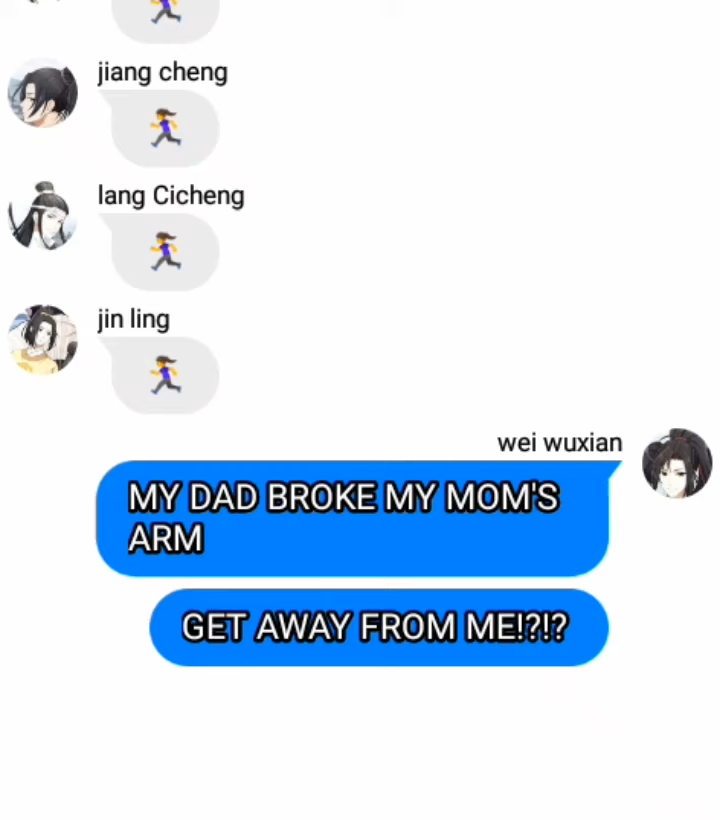 jiang cheng
lang Cicheng
jin ling
wei wuxian
MY DAD BROKE MY MOM'S
ARM
GET AWAY FROM ME!?!?